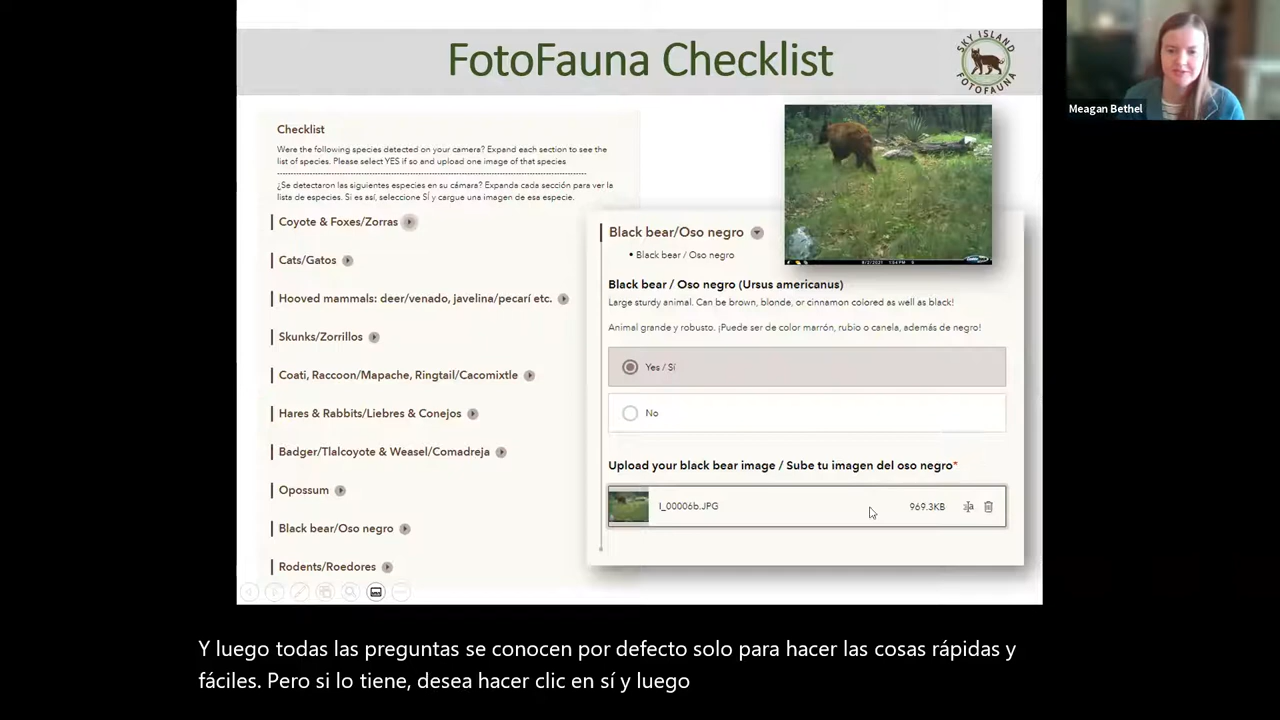 FotoFauna Checklist
SKY ISLAND
FOTOFAUNA
Meagan Bethel
Checklist
Were the following species detected on your camera? Expand each section to see the
list of species. Please select YES if so and upload one image of that species
--------------------------------------------------------------------------------
¿Se detectaron las siguientes especies en su cámara? Expanda cada sección para ver la
lista de especies. Si es así, seleccione SÍ y cargue una imagen de esa especie.
Coyote & Foxes/Zorras
Cats/Gatos
Hooved mammals: deer/venado, javelina/pecarí etc.
Skunks/Zorrillos
Coati, Raccoon/Mapache, Ringtail/Cacomixtle
Hares & Rabbits/Liebres & Conejos
Badger/Tlalcoyote & Weasel/Comadreja
Opossum
Black bear/Oso negro
Rodents/Roedores
Black bear/Oso negro
• Black bear / Oso negro
Black bear / Oso negro (Ursus americanus)
Large sturdy animal. Can be brown, blonde, or cinnamon colored as well as black!
Animal grande y robusto. ¡Puede ser de color marrón, rubio o canela, además de negro!
Yes / Sí
No
Upload your black bear image / Sube tu imagen del oso negro*
I_00006b.JPG 969.3KB
Y luego todas las preguntas se conocen por defecto solo para hacer las cosas rápidas y
fáciles. Pero si lo tiene, desea hacer clic en sí y luego